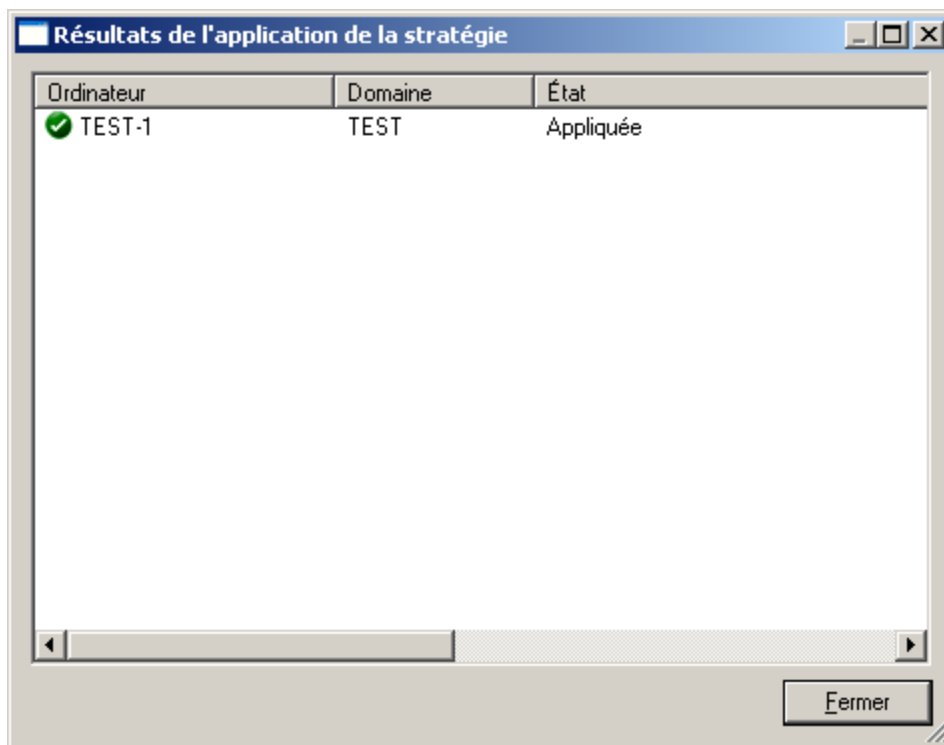 Résultats de l'application de la stratégie
Ordinateur Domaine État
TEST-1 TEST Appliquée
Fermer